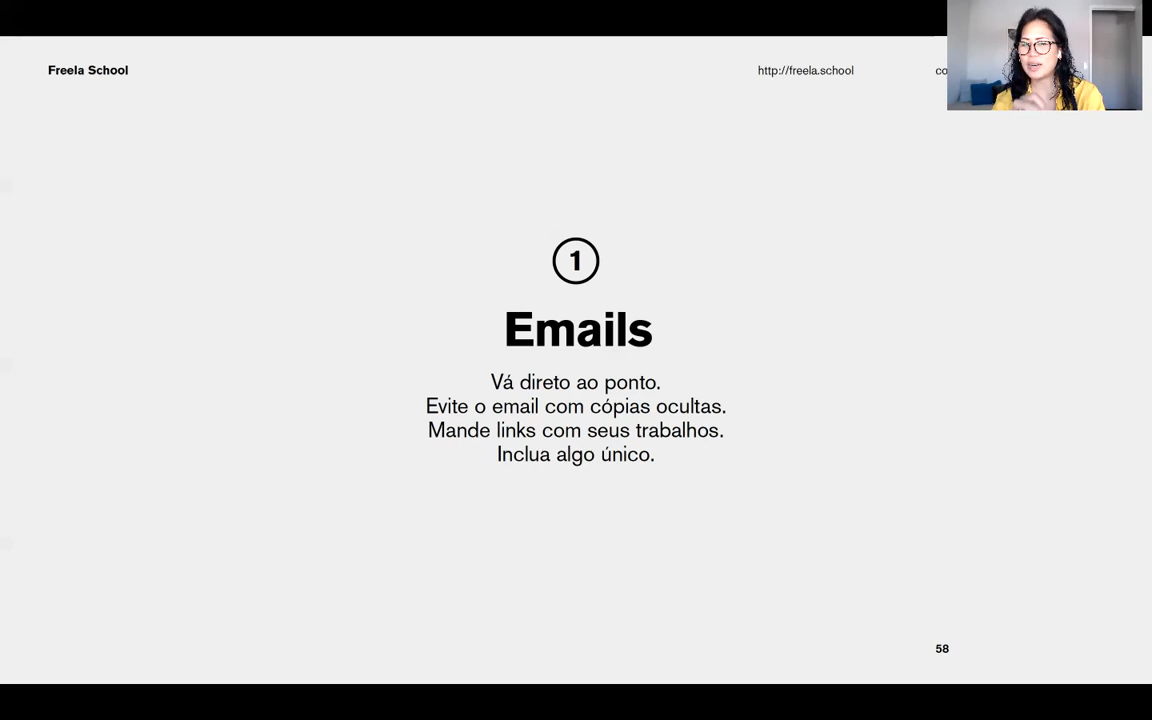 Freela School
http://freela.school
co
1
Emails
Vá direto ao ponto.
Evite o email com cópias ocultas.
Mande links com seus trabalhos.
Inclua algo único.
58